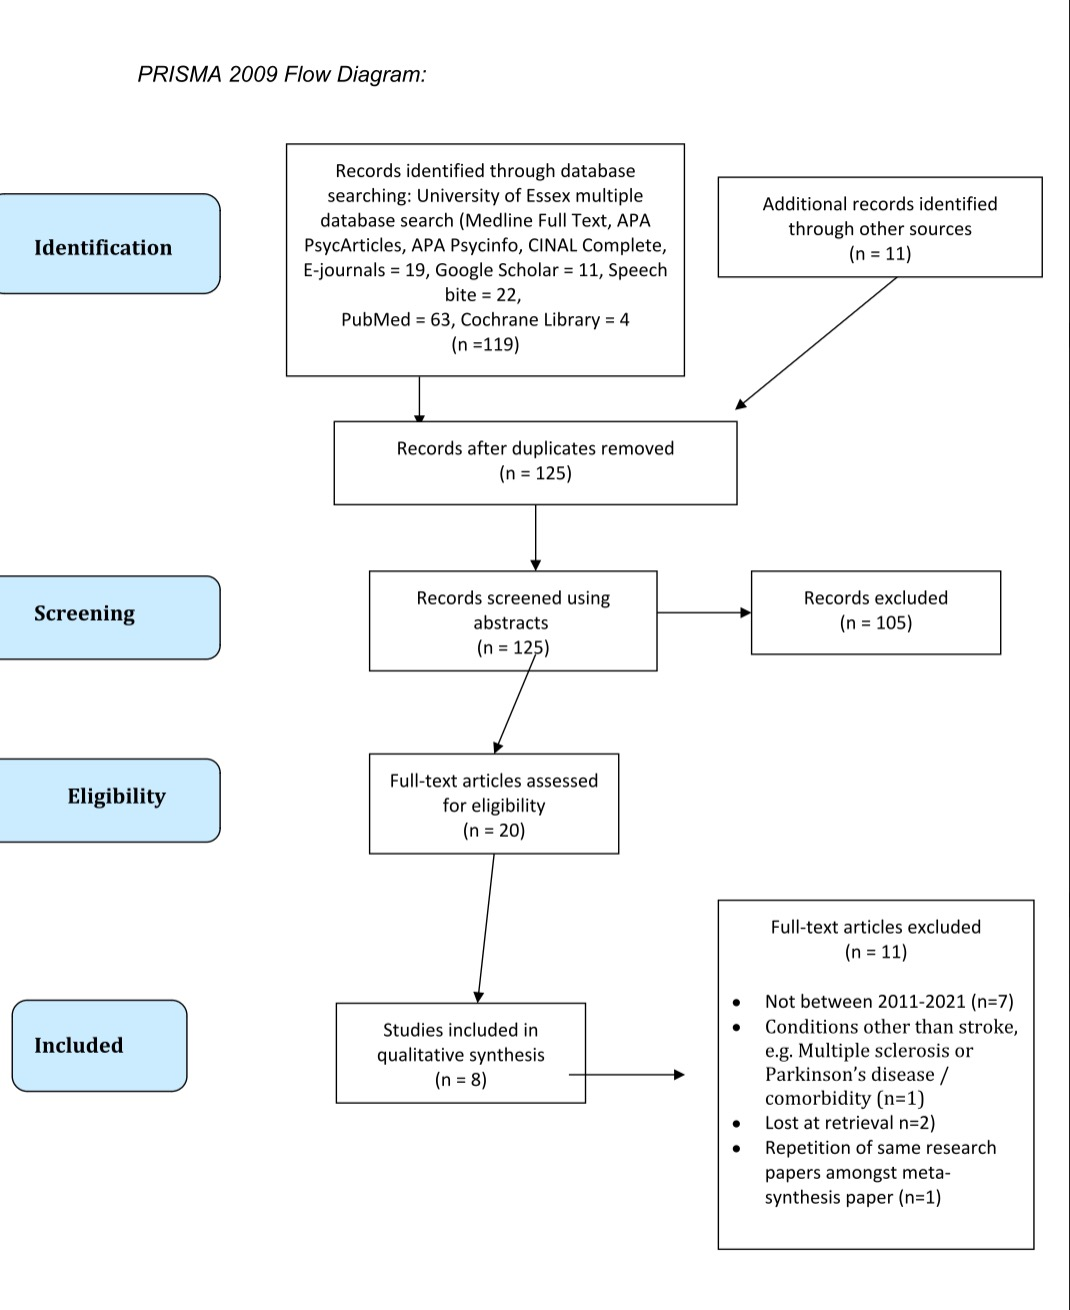 PRISMA 2009 Flow Diagram:
Identification
Records identified through database
searching: University of Essex multiple
database search (Medline Full Text, APA
PsycArticles, APA Psycinfo, CINAL Complete,
E-journals = 19, Google Scholar = 11, Speech
bite = 22,
PubMed = 63, Cochrane Library = 4
(n =119)
Additional records identified
through other sources
(n = 11)
Records after duplicates removed
(n = 125)
Screening
Records screened using
abstracts
(n = 125)
Records excluded
(n = 105)
Eligibility
Full-text articles assessed
for eligibility
(n = 20)
Included
Studies included in
qualitative synthesis
(n = 8)
Full-text articles excluded
(n = 11)
• Not between 2011-2021 (n=7)
• Conditions other than stroke,
e.g. Multiple sclerosis or
Parkinson’s disease /
comorbidity (n=1)
• Lost at retrieval n=2)
• Repetition of same research
papers amongst meta-
synthesis paper (n=1)